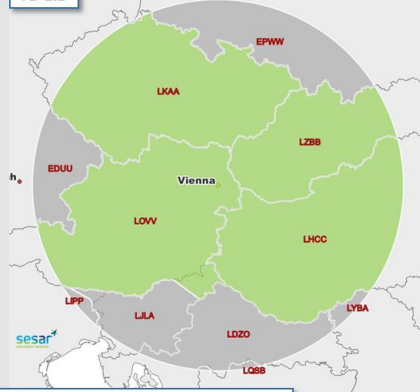 EPWW
LKAA
LZBB
EDUU
h
Vienna
LOVV
LHCC
LIPP
LJLA
LDZO
LYBA
LQSB
sesar